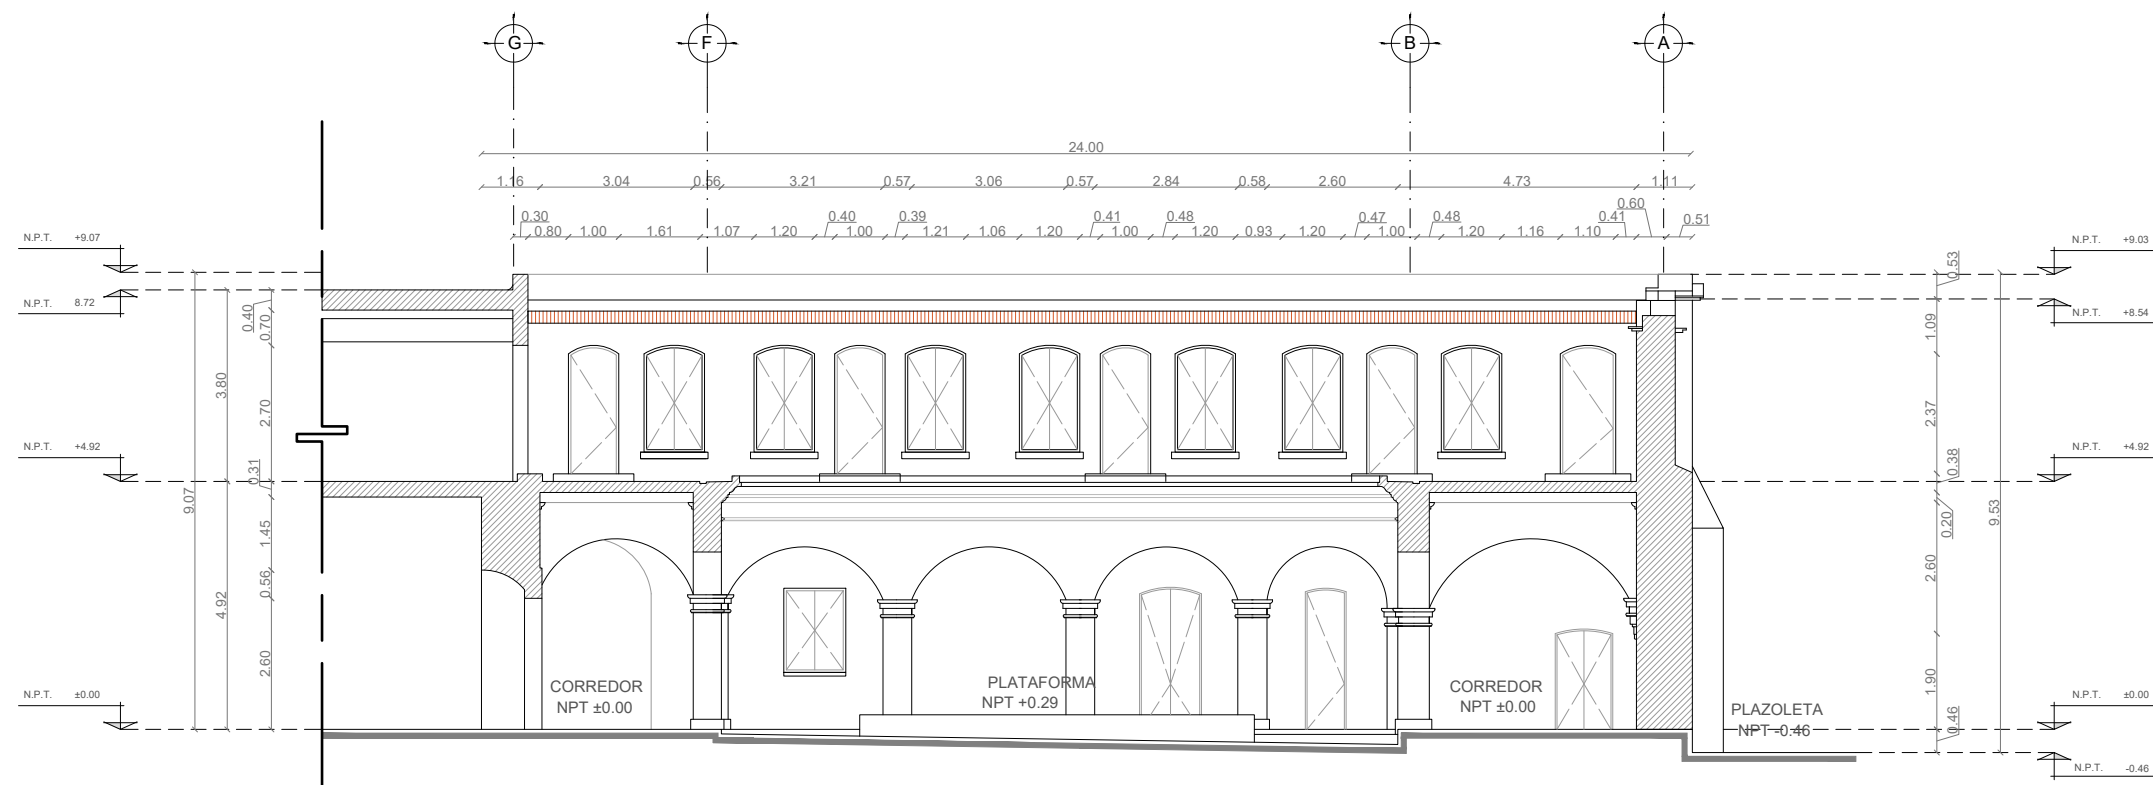 G F B A
24.00
1.16 3.04 0.56 3.21 0.57 3.06 0.57 2.84 0.58 2.60 4.73 1.11
0.30 0.40 0.39 0.41 0.48 0.47 0.48 0.41 0.60 0.51
0.80 1.00 1.61 1.07 1.20 1.00 1.21 1.06 1.20 1.00 1.20 0.93 1.20 1.00 1.20 1.16 1.10
N.P.T. +9.07
N.P.T. 8.72
N.P.T. +4.92
N.P.T. ±0.00
9.07
3.80
4.92
0.40
0.70
2.70
0.31
1.45
0.56
2.60
CORREDOR
NPT ±0.00
PLATAFORMA
NPT +0.29
CORREDOR
NPT ±0.00
PLAZOLETA
NPT -0.46
0.53
1.09
2.37
0.38
0.20
2.60
1.90
0.46
9.53
N.P.T. +9.03
N.P.T. +8.54
N.P.T. +4.92
N.P.T. ±0.00
N.P.T. -0.46